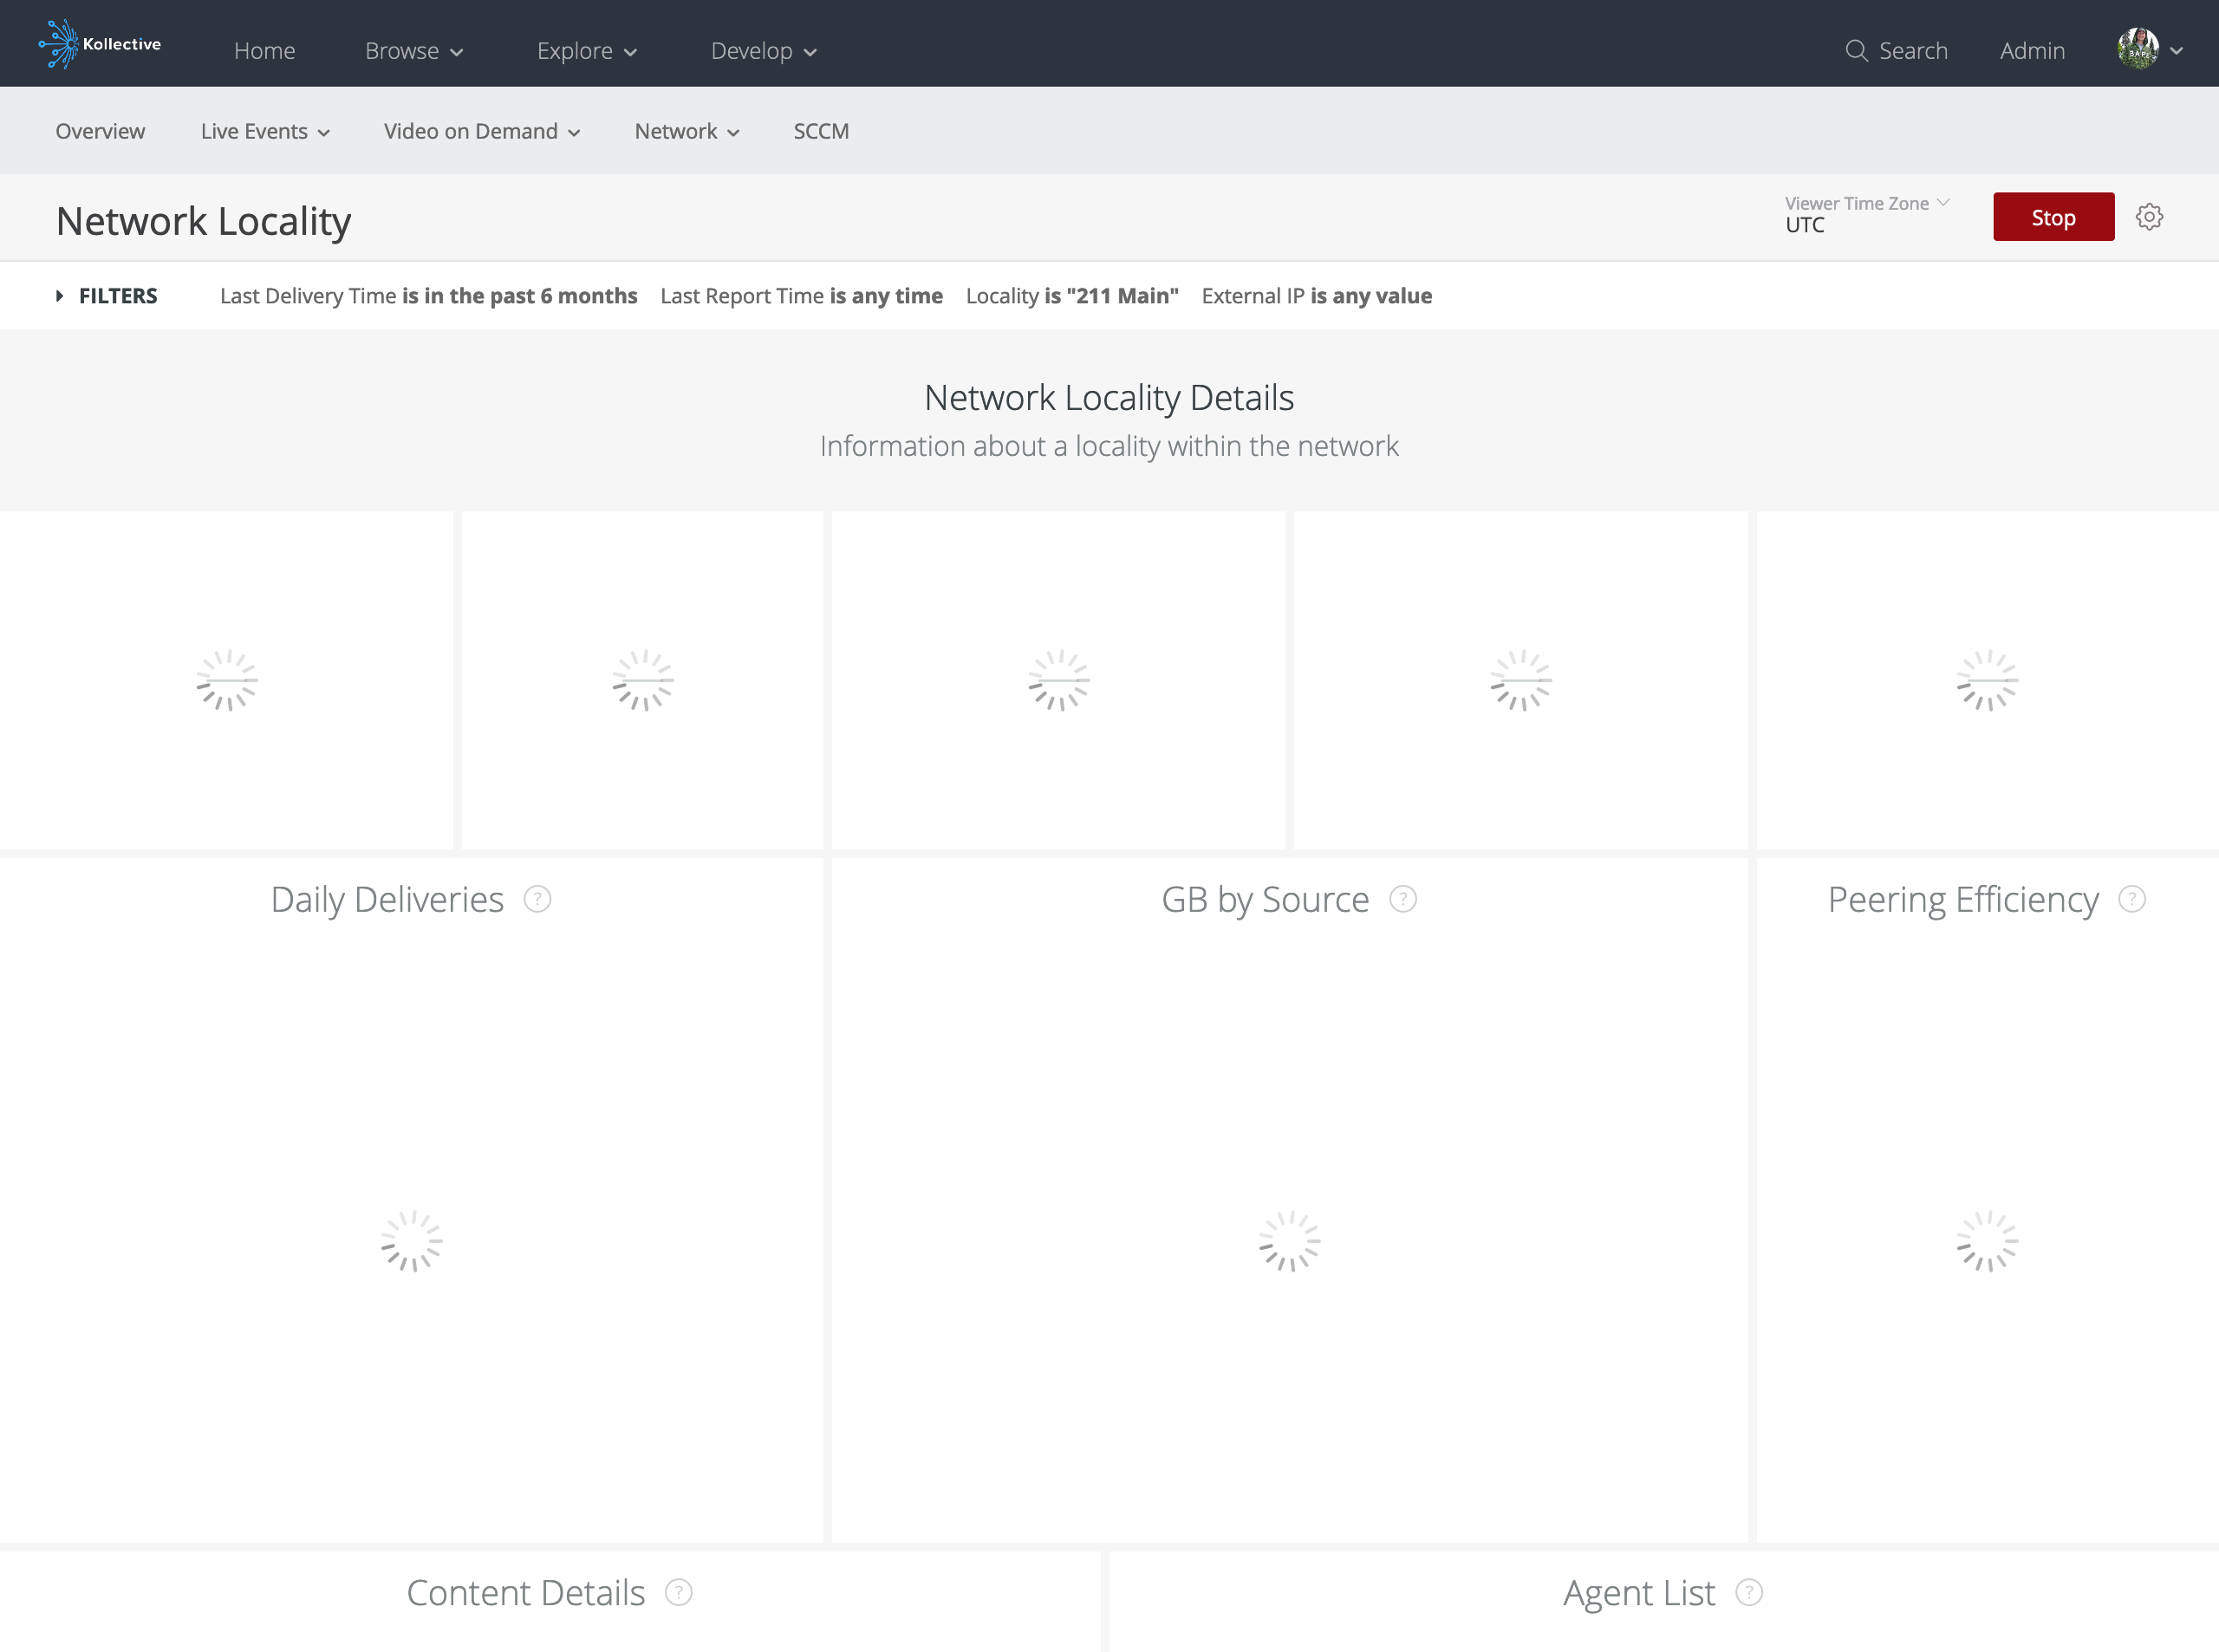 Kollective Home Browse Explore Develop Search Admin
Overview Live Events Video on Demand Network SCCM
Network Locality
Viewer Time Zone
UTC
Stop
FILTERS Last Delivery Time is in the past 6 months Last Report Time is any time Locality is "211 Main" External IP is any value
Network Locality Details
Information about a locality within the network
Daily Deliveries ? GB by Source ? Peering Efficiency ?
Content Details ? Agent List ?